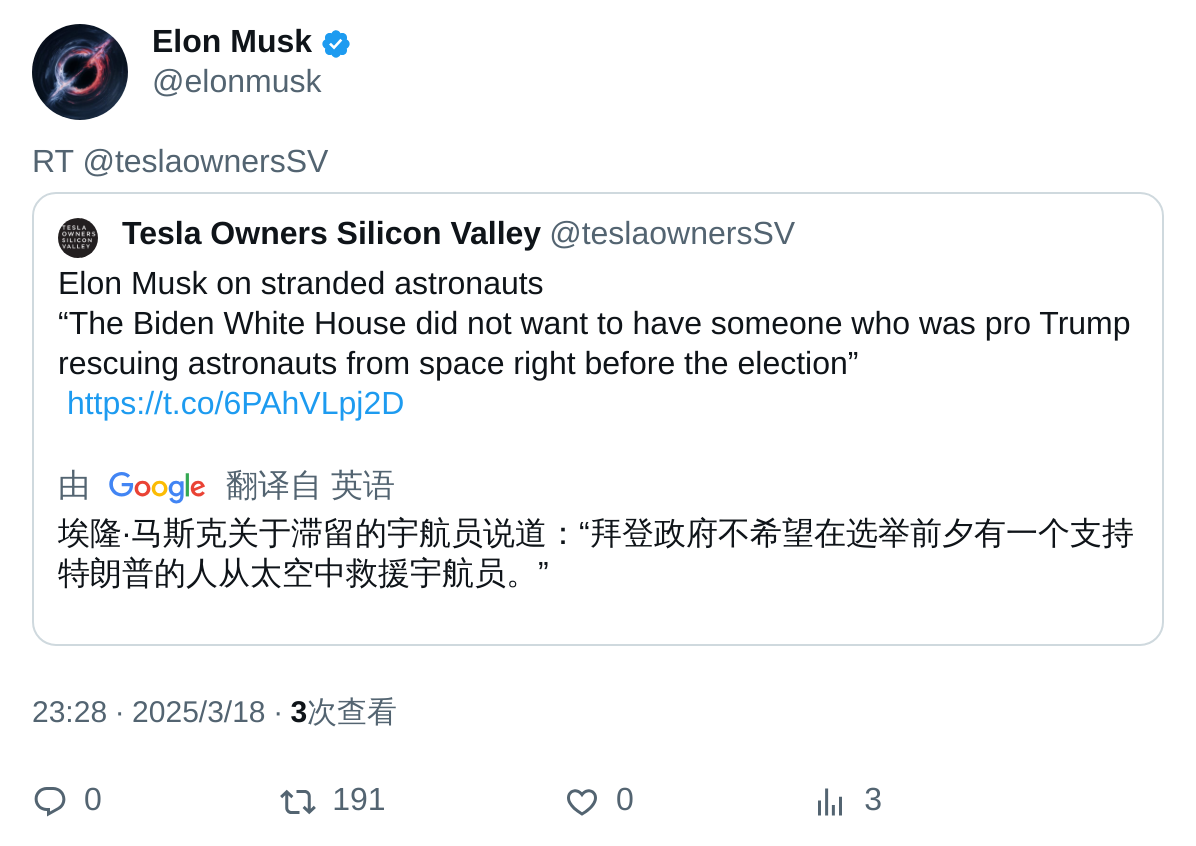 Elon Musk
@elonmusk
RT @teslaownersSV
TESLA
OWNERS
SILICON
VALLEY
Tesla Owners Silicon Valley @teslaownersSV
Elon Musk on stranded astronauts
“The Biden White House did not want to have someone who was pro Trump
rescuing astronauts from space right before the election”
https://t.co/6PAhVLpj2D
由 Google 翻译自 英语
埃隆·马斯克关于滞留的宇航员说道：“拜登政府不希望在选举前夕有一个支持
特朗普的人从太空中救援宇航员。”
23:28 · 2025/3/18 · 3次查看
0 191 0 3